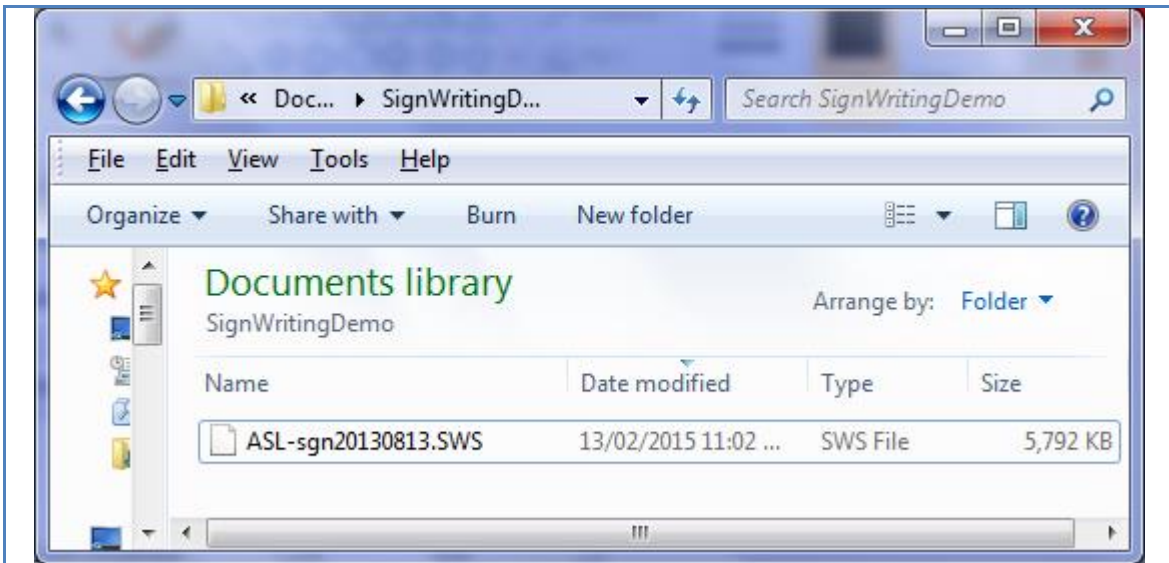 « Doc... ▸ SignWritingD... Search SignWritingDemo
File Edit View Tools Help
Organize ▾ Share with ▾ Burn New folder
Documents library
SignWritingDemo
Arrange by: Folder ▾
Name Date modified Type Size
ASL-sgn20130813.SWS 13/02/2015 11:02 ... SWS File 5,792 KB